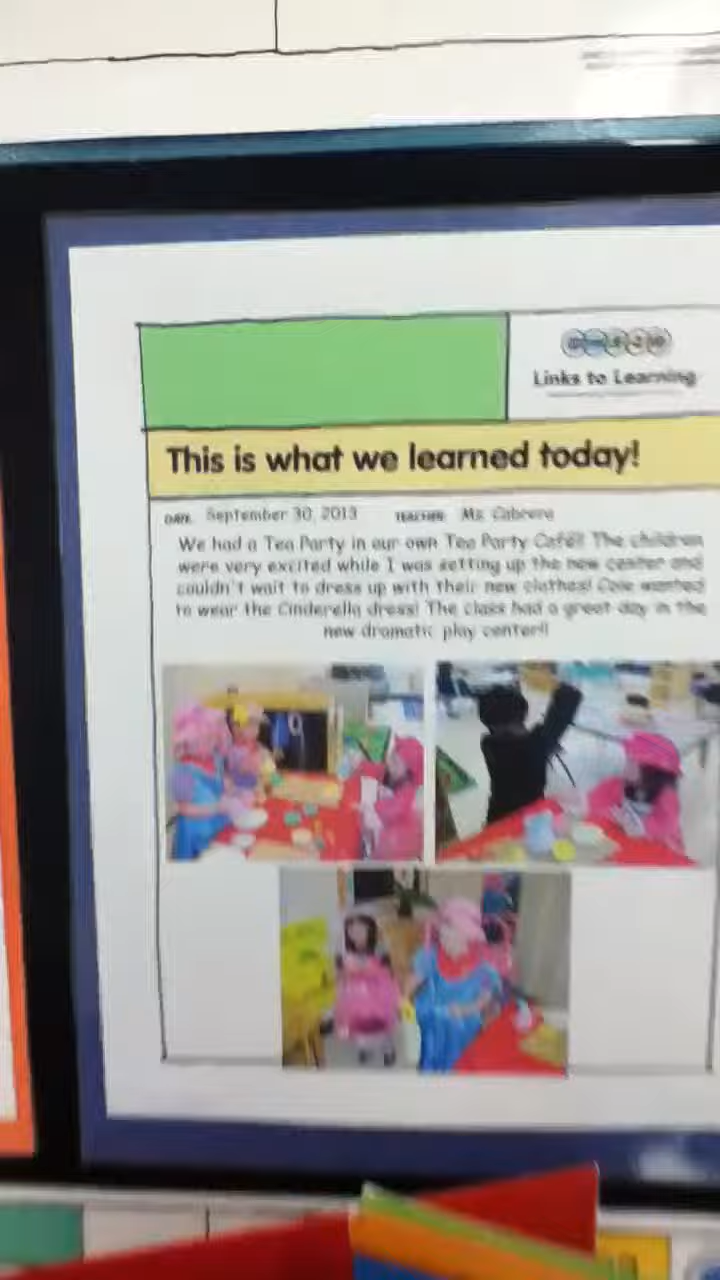 Links to Learning
This is what we learned today!
DATE: September 30, 2013 TEACHER: Ms. Cabrera
We had a Tea Party in our own Tea Party Café!! The children
were very excited while I was setting up the new center and
couldn't wait to dress up with their new clothes! Cole wanted
to wear the Cinderella dress! The class had a great day in the
new dramatic play center!!